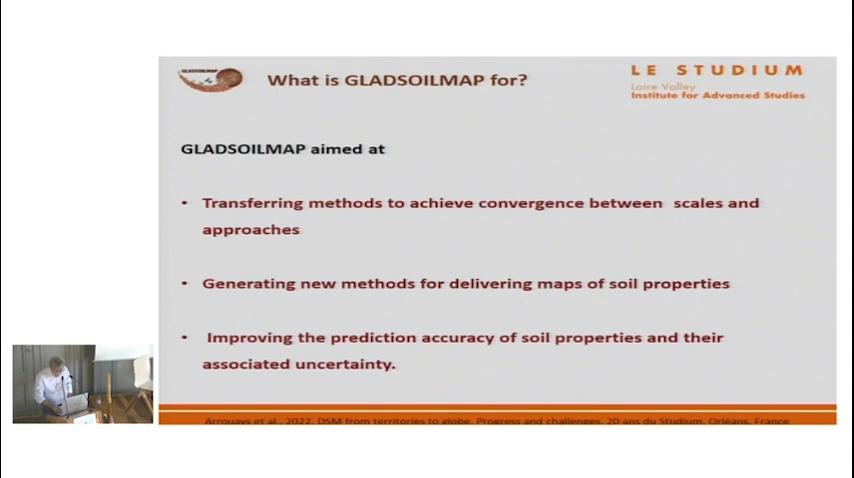 GLADSOILMAP
What is GLADSOILMAP for?
LE STUDIUM
Loire Valley
Institute for Advanced Studies
GLADSOILMAP aimed at
• Transferring methods to achieve convergence between scales and
approaches
• Generating new methods for delivering maps of soil properties
• Improving the prediction accuracy of soil properties and their
associated uncertainty.
Arrouays et al., 2022. DSM from territories to globe. Progress and challenges. 20 ans du Studium. Orléans, France